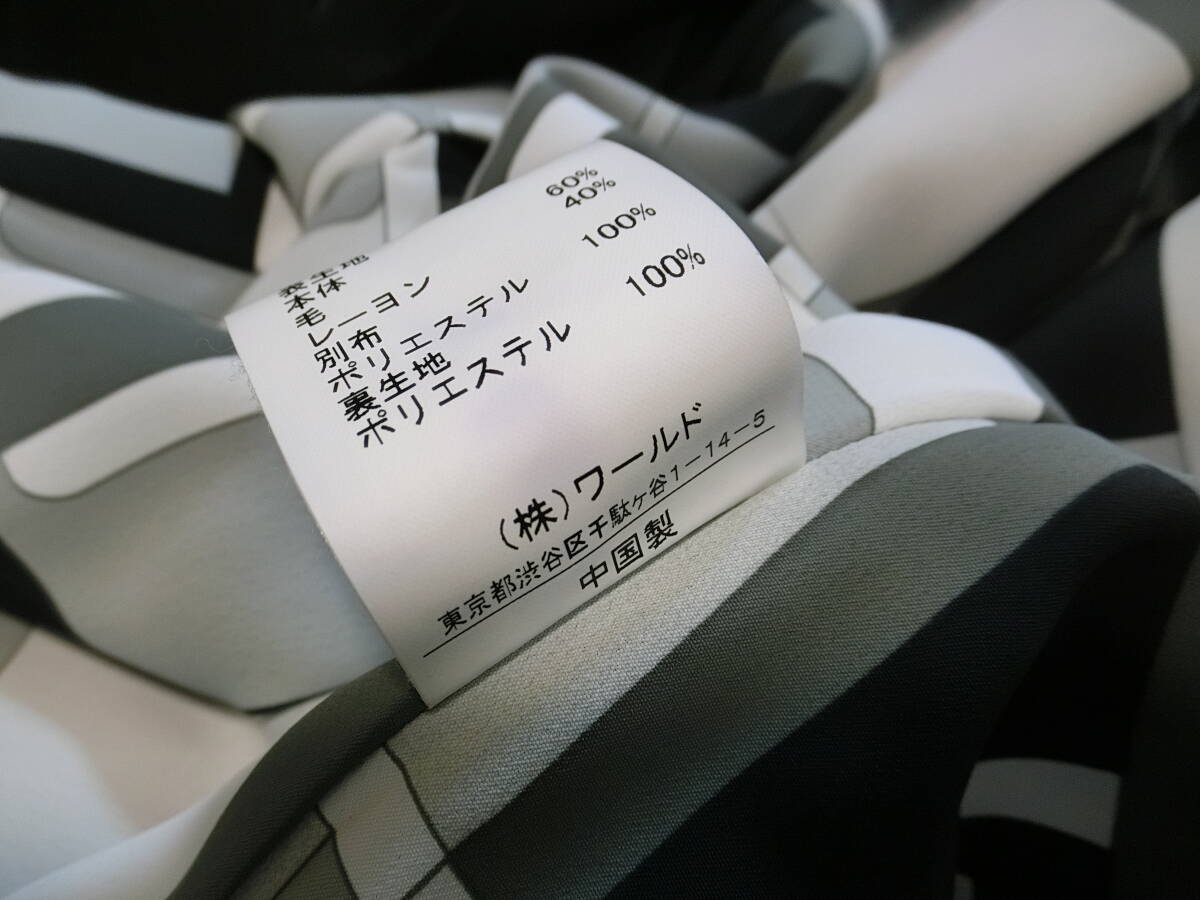 表生地
本体
毛 60%
レーヨン 40%
別布
ポリエステル 100%
裏生地
ポリエステル 100%
(株)ワールド
東京都渋谷区千駄ヶ谷1-14-5
中国製